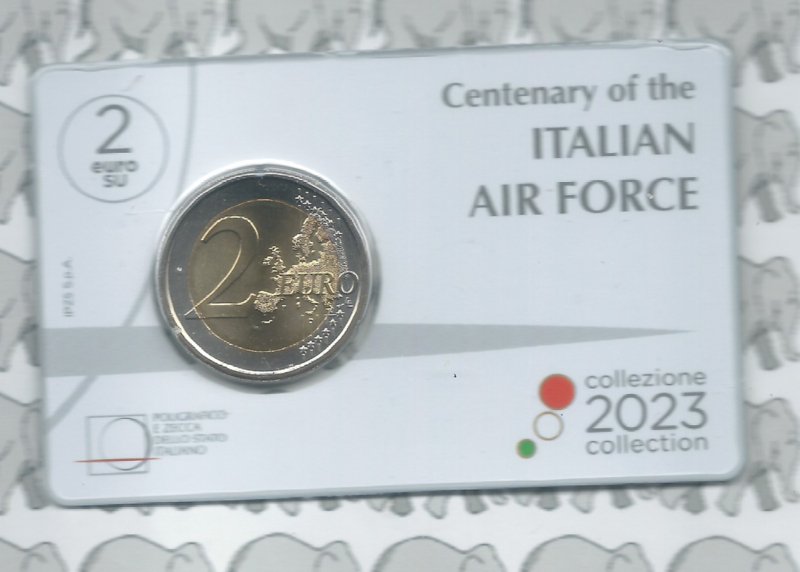 Centenary of the
ITALIAN
AIR FORCE
2
euro
SU
2 EURO
IPZS S.p.A.
POLIGRAFICO
E ZECCA
DELLO STATO
ITALIANO
collezione
2023
collection